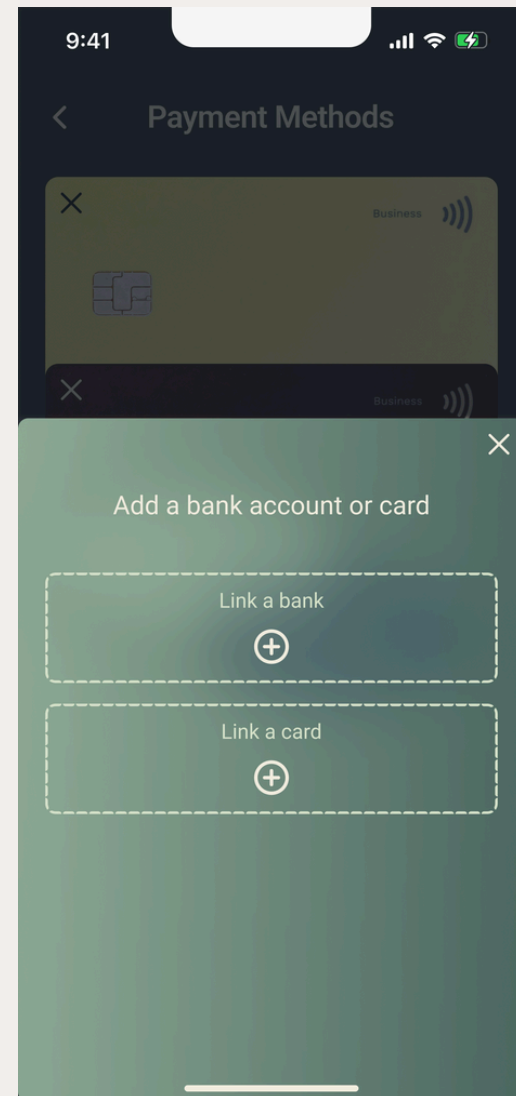 9:41
Payment Methods
Business
Business
Add a bank account or card
Link a bank
Link a card